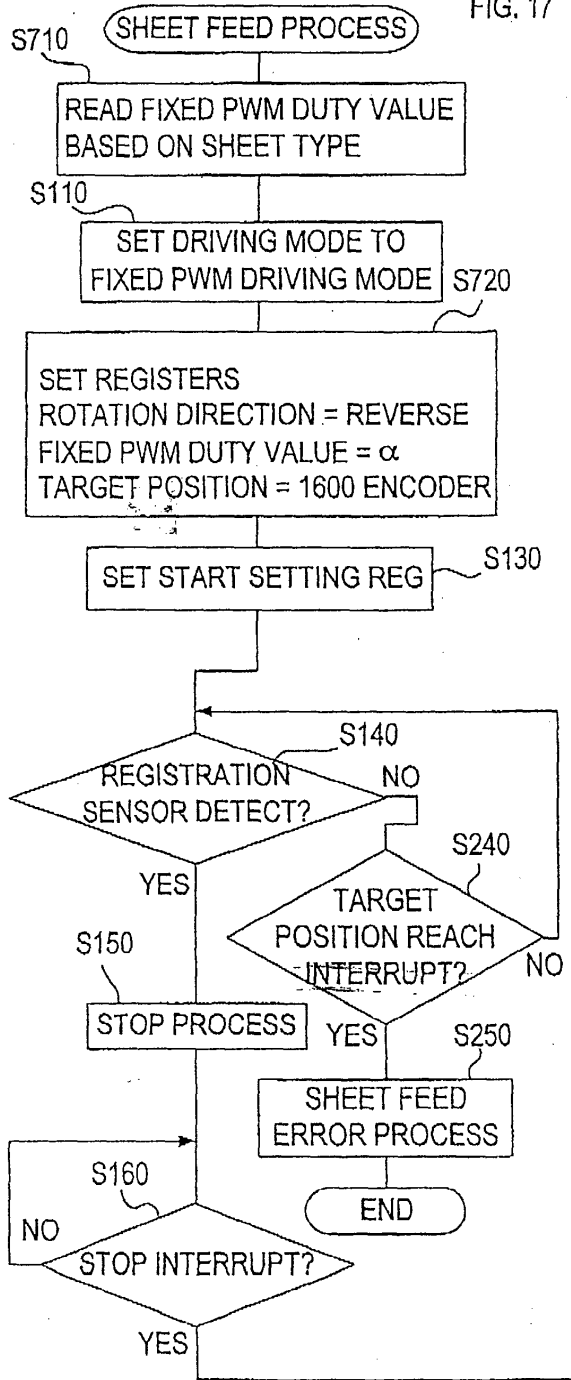 FIG. 17
SHEET FEED PROCESS
S710
READ FIXED PWM DUTY VALUE
BASED ON SHEET TYPE
S110
SET DRIVING MODE TO
FIXED PWM DRIVING MODE
S720
SET REGISTERS
ROTATION DIRECTION = REVERSE
FIXED PWM DUTY VALUE = α
TARGET POSITION = 1600 ENCODER
SET START SETTING REG
S130
S140
REGISTRATION
SENSOR DETECT?
NO
YES
S240
TARGET
POSITION REACH
INTERRUPT?
NO
YES
S150
STOP PROCESS
S250
SHEET FEED
ERROR PROCESS
END
S160
NO
STOP INTERRUPT?
YES